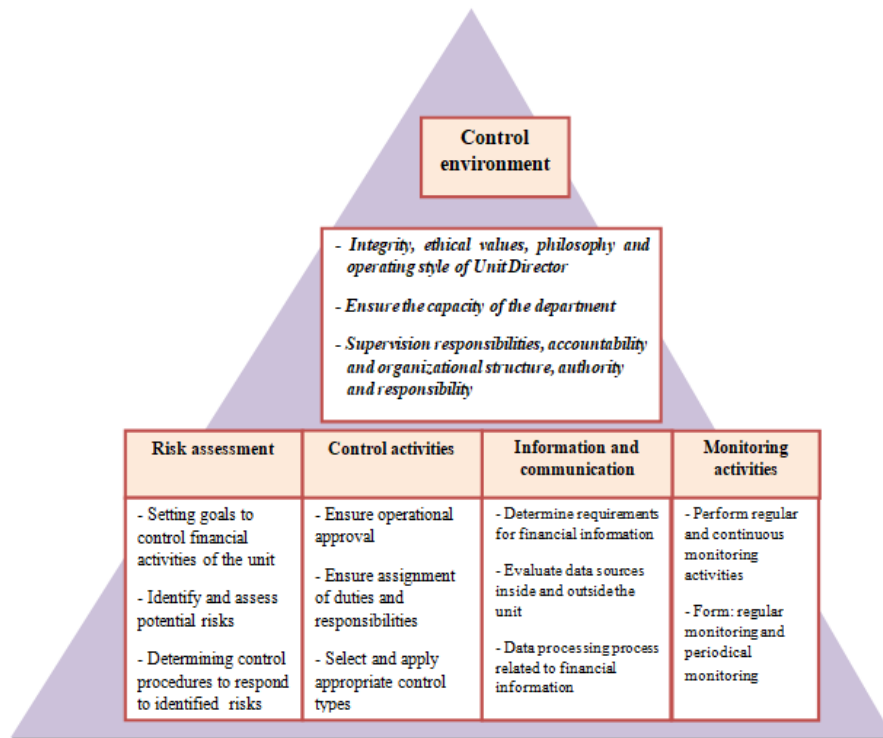 Control
environment
- Integrity, ethical values, philosophy and
operating style of Unit Director
- Ensure the capacity of the department
- Supervision responsibilities, accountability
and organizational structure, authority
and responsibility
Risk assessment
- Setting goals to
control financial
activities of the unit
- Identify and assess
potential risks
- Determining control
procedures to respond
to identified risks
Control activities
- Ensure operational
approval
- Ensure assignment
of duties and
responsibilities
- Select and apply
appropriate control
types
Information and
communication
- Determine requirements
for financial information
- Evaluate data sources
inside and outside the
unit
- Data processing process
related to financial
information
Monitoring
activities
- Perform regular
and continuous
monitoring
activities
- Form: regular
monitoring and
periodical
monitoring